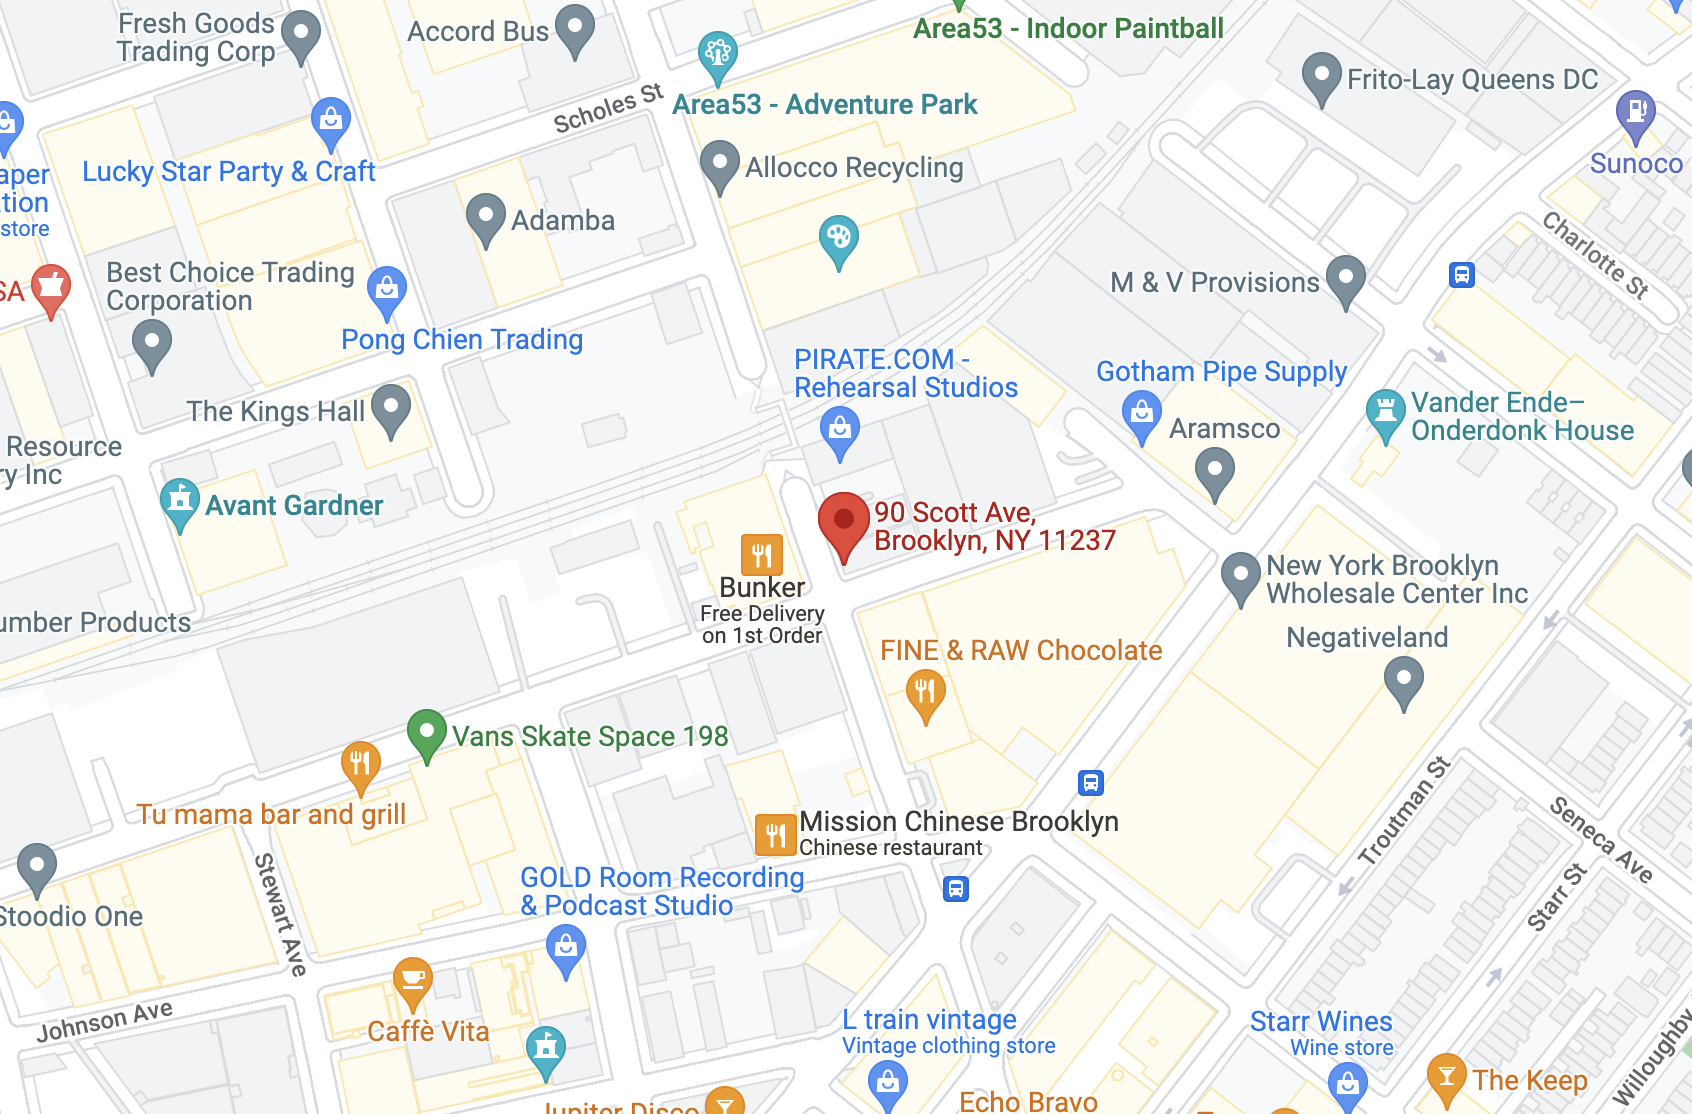 Fresh Goods
Trading Corp
Accord Bus
Area53 - Indoor Paintball
Frito-Lay Queens DC
Area53 - Adventure Park
Scholes St
Sunoco
Lucky Star Party & Craft
Allocco Recycling
aper
tion
store
Adamba
Charlotte St
SA
Best Choice Trading
Corporation
M & V Provisions
Pong Chien Trading
PIRATE.COM -
Rehearsal Studios
Gotham Pipe Supply
The Kings Hall
Aramsco
Vander Ende–
Onderdonk House
Resource
ry Inc
Avant Gardner
90 Scott Ave,
Brooklyn, NY 11237
Bunker
Free Delivery
on 1st Order
New York Brooklyn
Wholesale Center Inc
umber Products
Negativeland
FINE & RAW Chocolate
Vans Skate Space 198
Tu mama bar and grill
Troutman St
Seneca Ave
Mission Chinese Brooklyn
Chinese restaurant
Stewart Ave
GOLD Room Recording
& Podcast Studio
Starr St
Stoodio One
Johnson Ave
Caffè Vita
L train vintage
Vintage clothing store
Starr Wines
Wine store
Willoughby
The Keep
Echo Bravo
Jupiter Disco